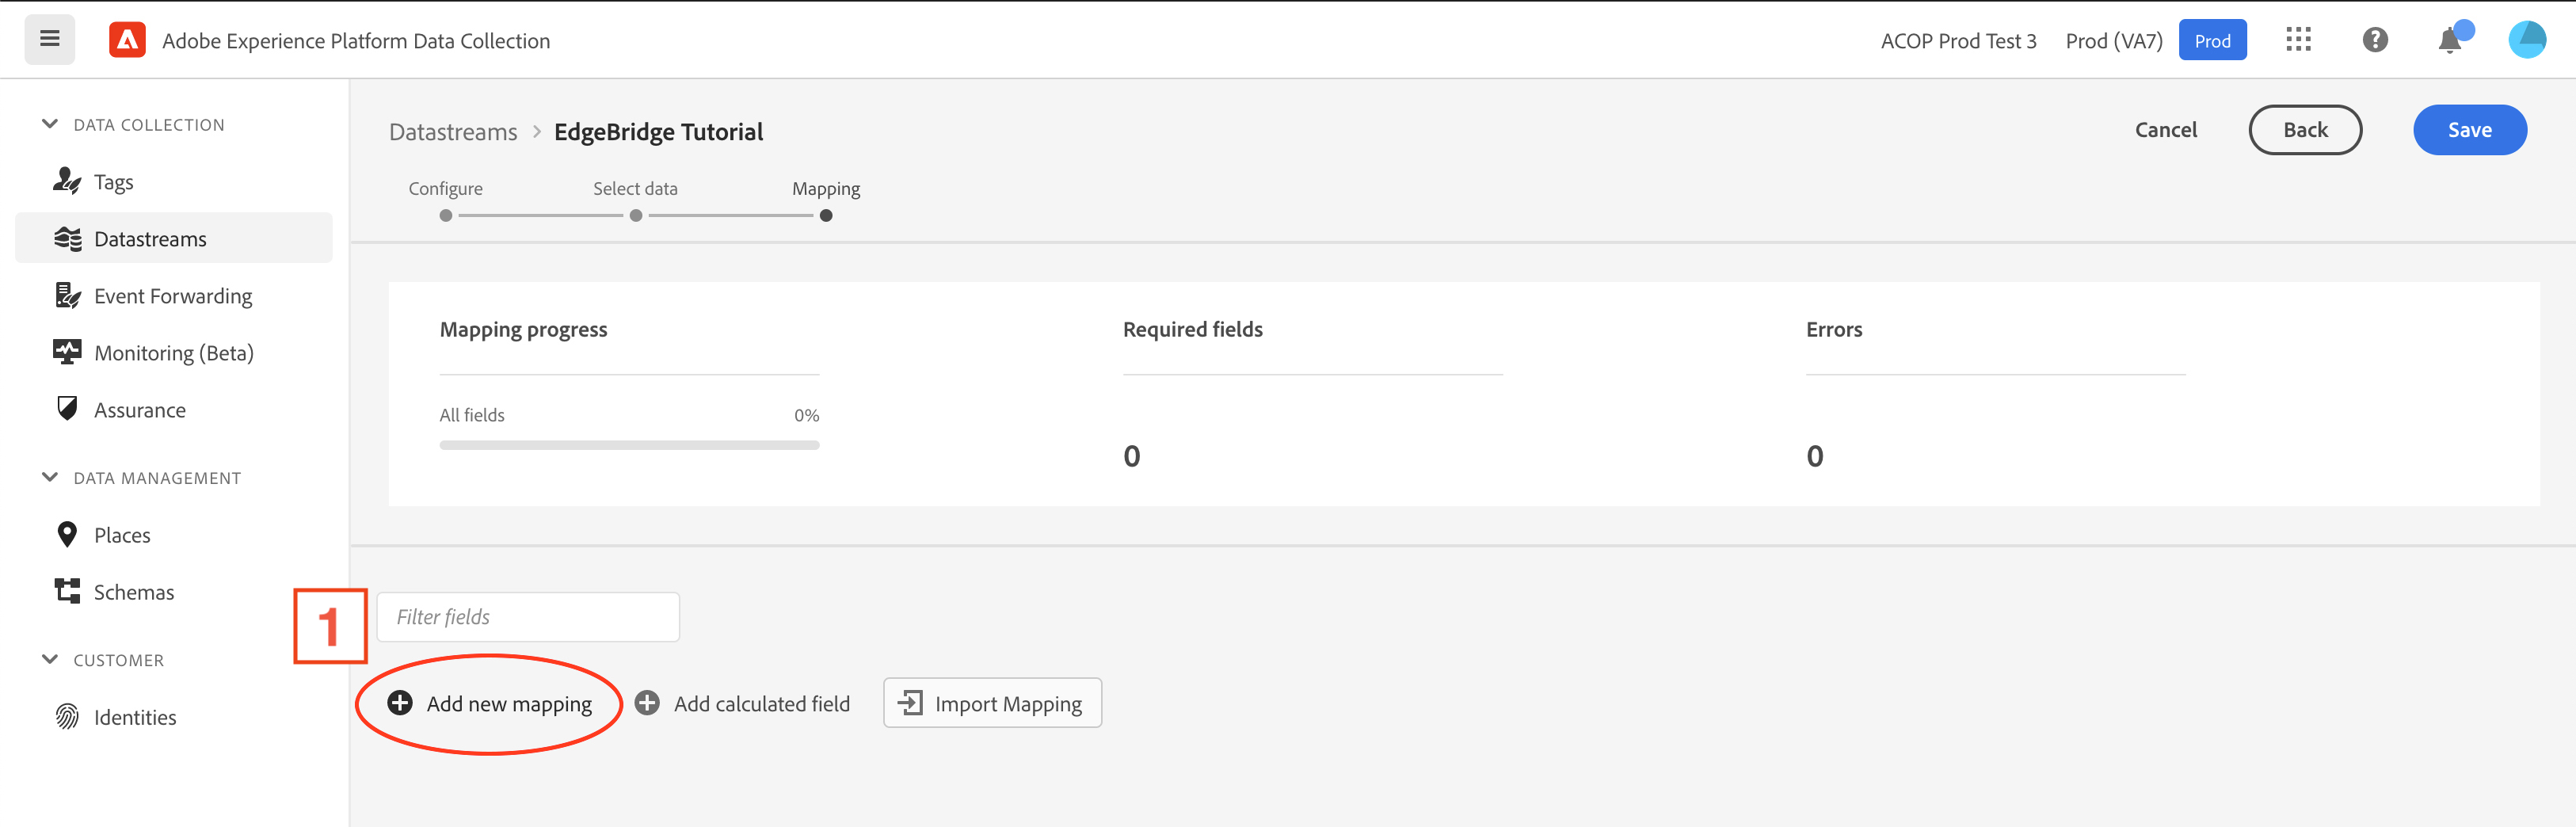 Adobe Experience Platform Data Collection
ACOP Prod Test 3 Prod (VA7) Prod
DATA COLLECTION
Tags
Datastreams
Event Forwarding
Monitoring (Beta)
Assurance
DATA MANAGEMENT
Places
Schemas
CUSTOMER
Identities
Datastreams > EdgeBridge Tutorial
Cancel Back Save
Configure Select data Mapping
Mapping progress
All fields 0%
Required fields
0
Errors
0
1
Filter fields
Add new mapping Add calculated field Import Mapping